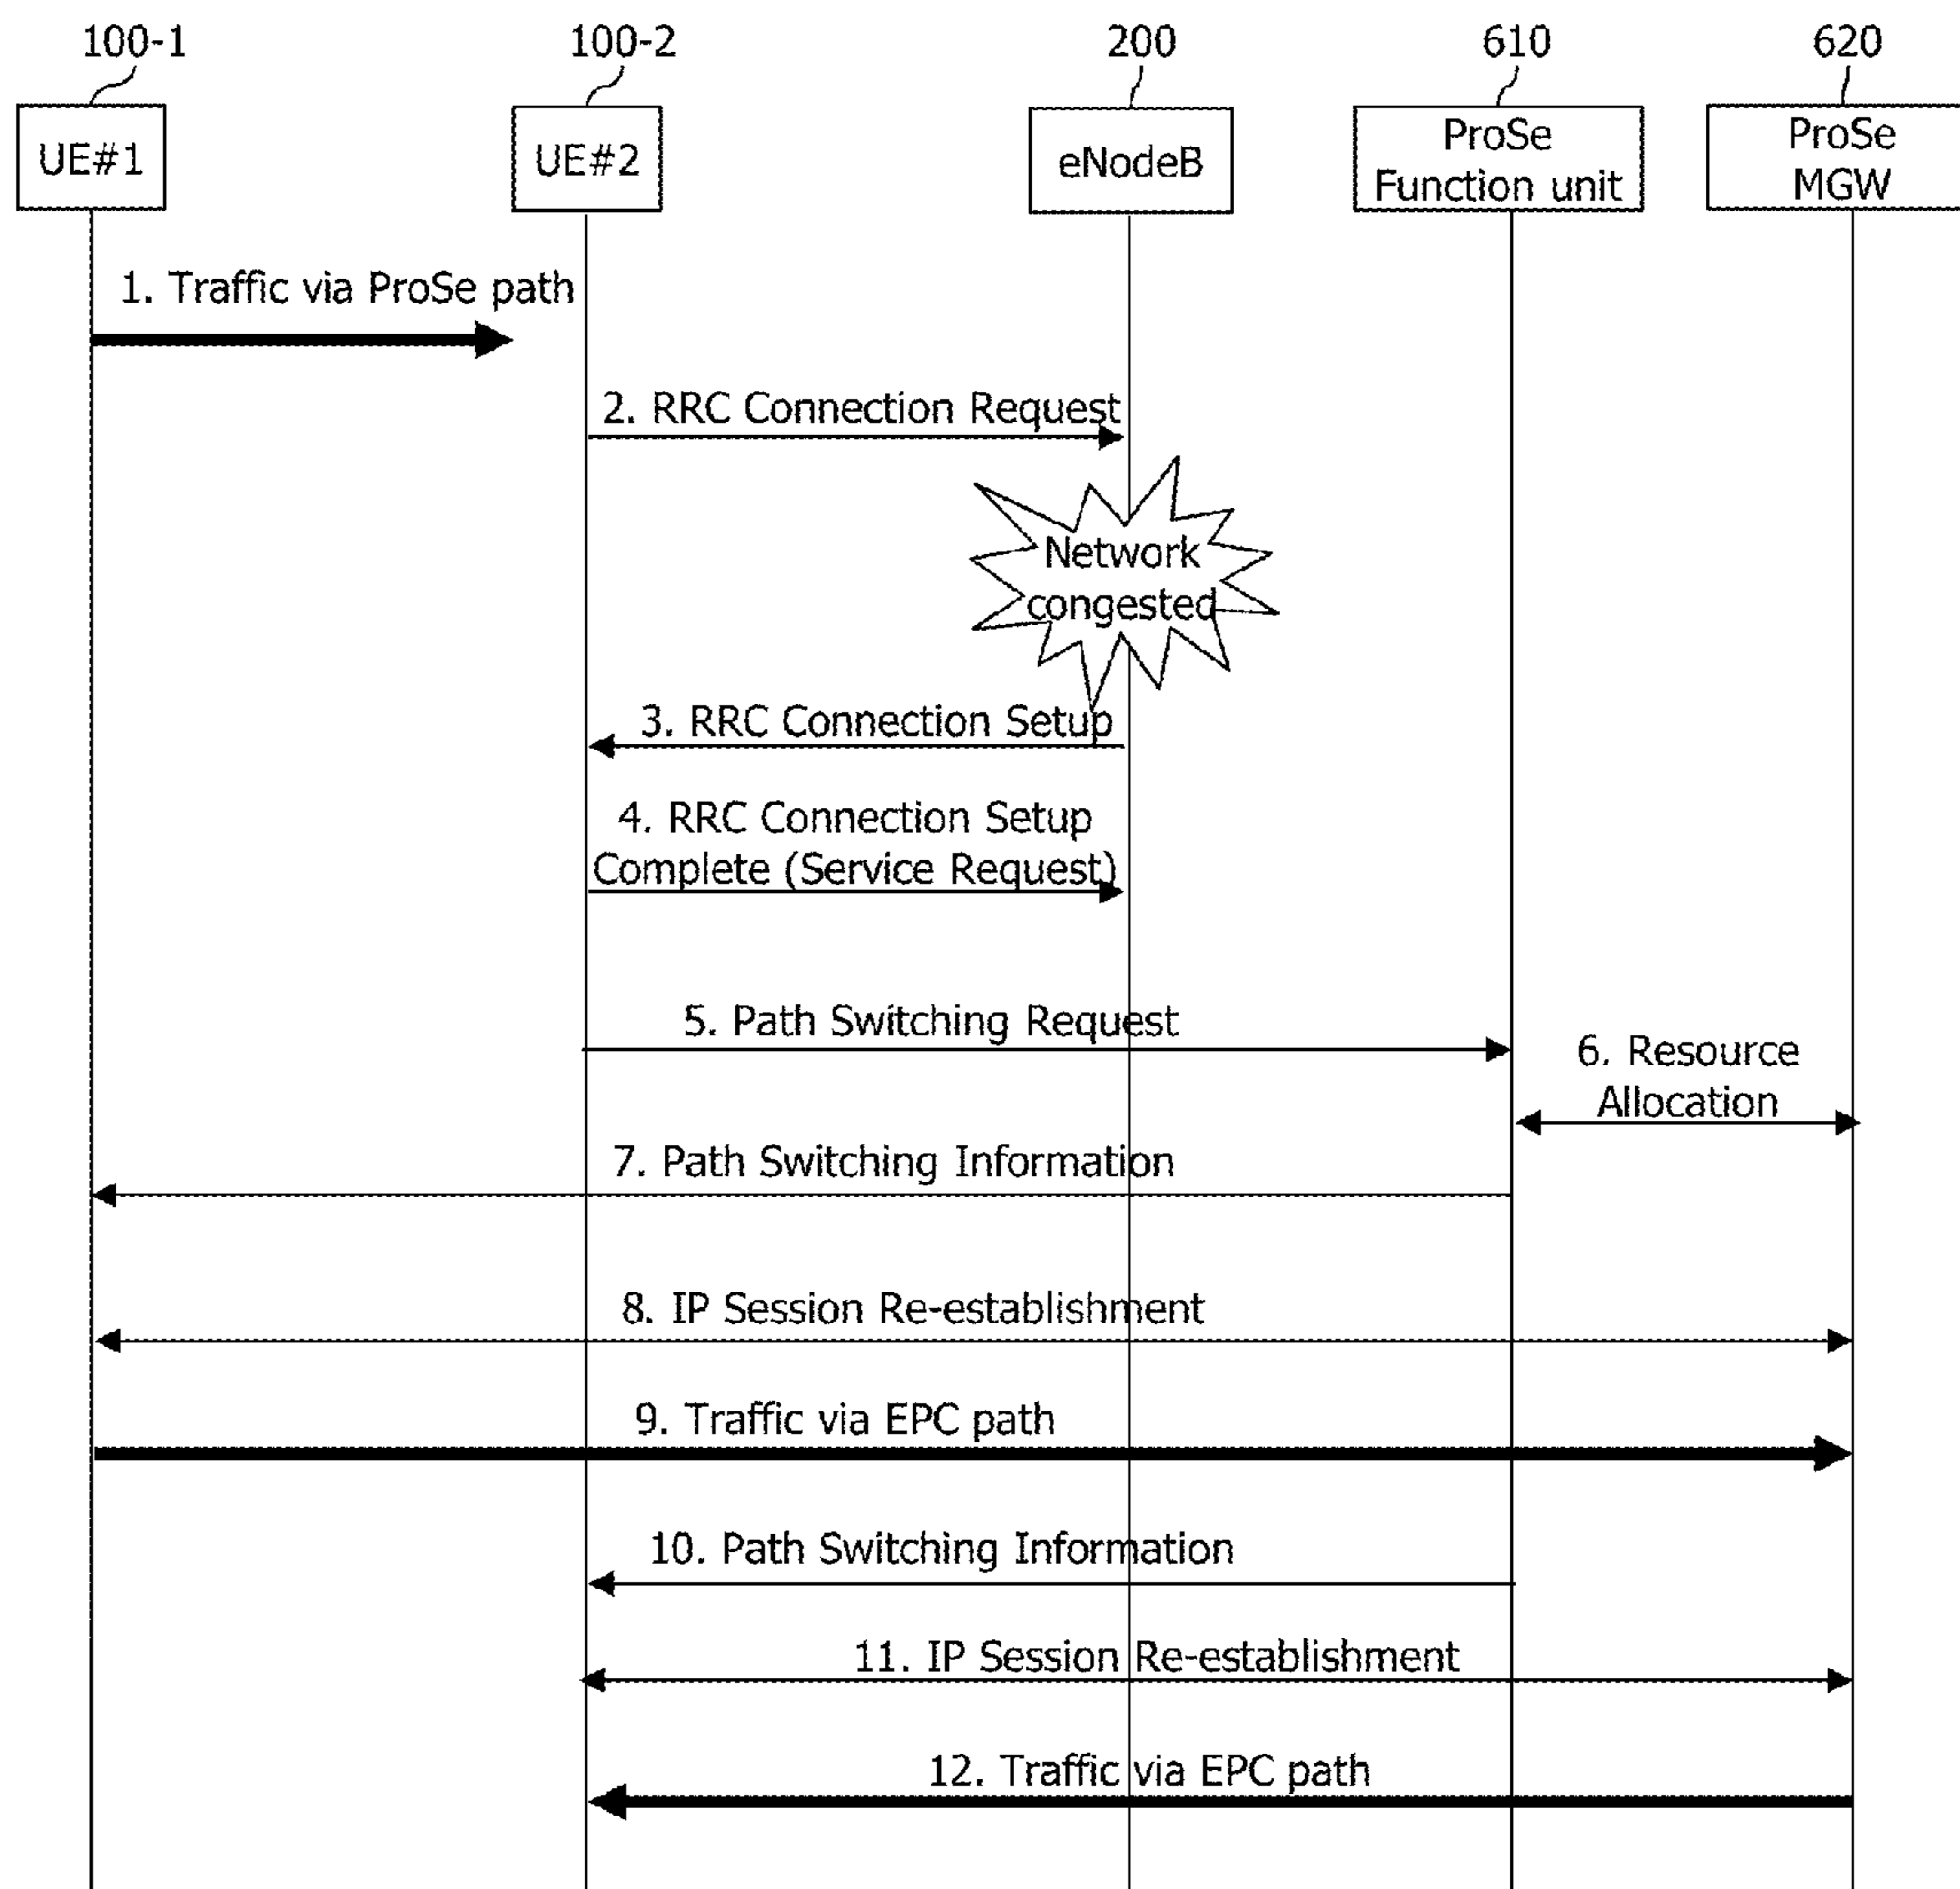 100-1
100-2
200
610
620
UE#1
UE#2
eNodeB
ProSe
Function unit
ProSe
MGW
1. Traffic via ProSe path
2. RRC Connection Request
Network
congested
3. RRC Connection Setup
4. RRC Connection Setup
Complete (Service Request)
5. Path Switching Request
6. Resource
Allocation
7. Path Switching Information
8. IP Session Re-establishment
9. Traffic via EPC path
10. Path Switching Information
11. IP Session Re-establishment
12. Traffic via EPC path